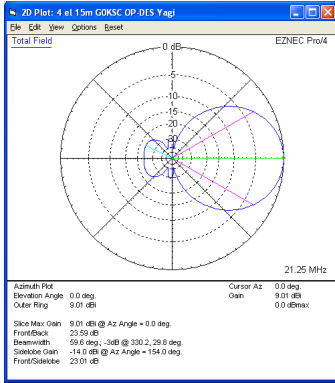 2D Plot: 4 el 15m G0KSC OP-DES Yagi
File Edit View Options Reset
Total Field
EZNEC Pro/4
0 dB
-5
-10
-15
-20
-30
21.25 MHz
Azimuth Plot
Cursor Az 0.0 deg.
Elevation Angle 0.0 deg.
Gain 9.01 dBi
Outer Ring 9.01 dBi
0.0 dBmax
Slice Max Gain 9.01 dBi @ Az Angle = 0.0 deg.
Front/Back 23.59 dB
Beamwidth 59.6 deg.; -3dB @ 330.2, 29.8 deg.
Sidelobe Gain -14.0 dBi @ Az Angle = 154.0 deg.
Front/Sidelobe 23.01 dB